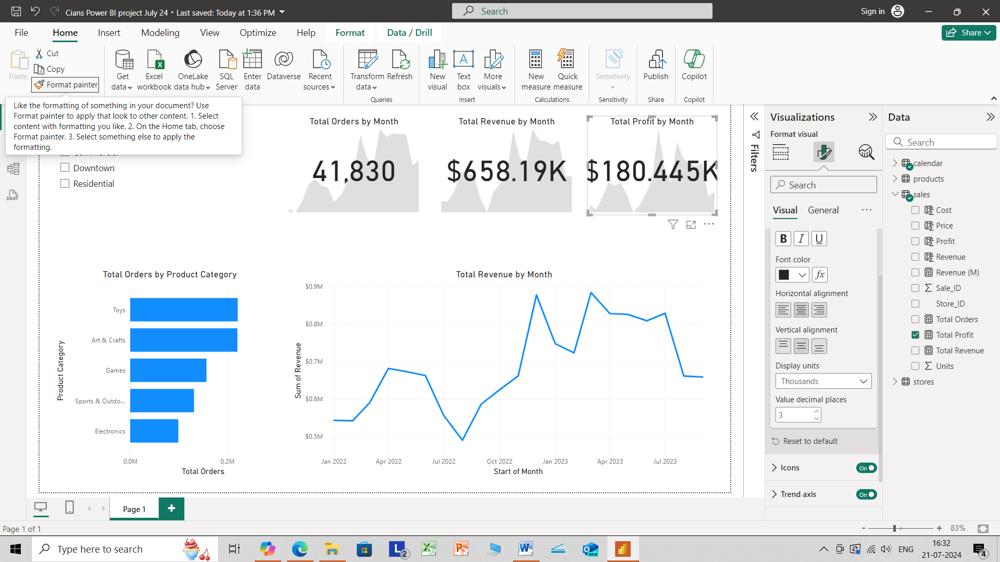 Cians Power BI project July 24 • Last saved: Today at 1:36 PM
Search
Sign in
File
Home
Insert
Modeling
View
Optimize
Help
Format
Data / Drill
Share
Paste
Cut
Copy
Format painter
Get data
Excel workbook
OneLake data hub
SQL Server
Enter data
Dataverse
Recent sources
Transform data
Refresh
Queries
New visual
Text box
More visuals
Insert
New measure
Quick measure
Calculations
Sensitivity
Sensitivity
Publish
Share
Copilot
Copilot
Like the formatting of something in your document? Use
Format painter to apply that look to other content. 1. Select
content with formatting you like. 2. On the Home tab, choose
Format painter. 3. Select something else to apply the
formatting.
Downtown
Residential
Total Orders by Month
41,830
Total Revenue by Month
$658.19K
Total Profit by Month
$180.445K
Total Orders by Product Category
Product Category
Toys
Art & Crafts
Games
Sports & Outdo...
Electronics
0.0M
0.2M
Total Orders
Total Revenue by Month
Sum of Revenue
$0.9M
$0.8M
$0.7M
$0.6M
$0.5M
Jan 2022
Apr 2022
Jul 2022
Oct 2022
Jan 2023
Apr 2023
Jul 2023
Start of Month
Filters
Visualizations
Format visual
Search
Visual
General
B
I
U
Font color
fx
Horizontal alignment
Vertical alignment
Display units
Thousands
Value decimal places
3
Reset to default
Icons
On
Trend axis
On
Data
Search
calendar
products
sales
Cost
Price
Profit
Revenue
Revenue (M)
Sale_ID
Store_ID
Total Orders
Total Profit
Total Revenue
Units
stores
DAX
Page 1
Page 1 of 1
- + 83%
Type here to search
L
2
NEW
ENG
16:32
21-07-2024
4